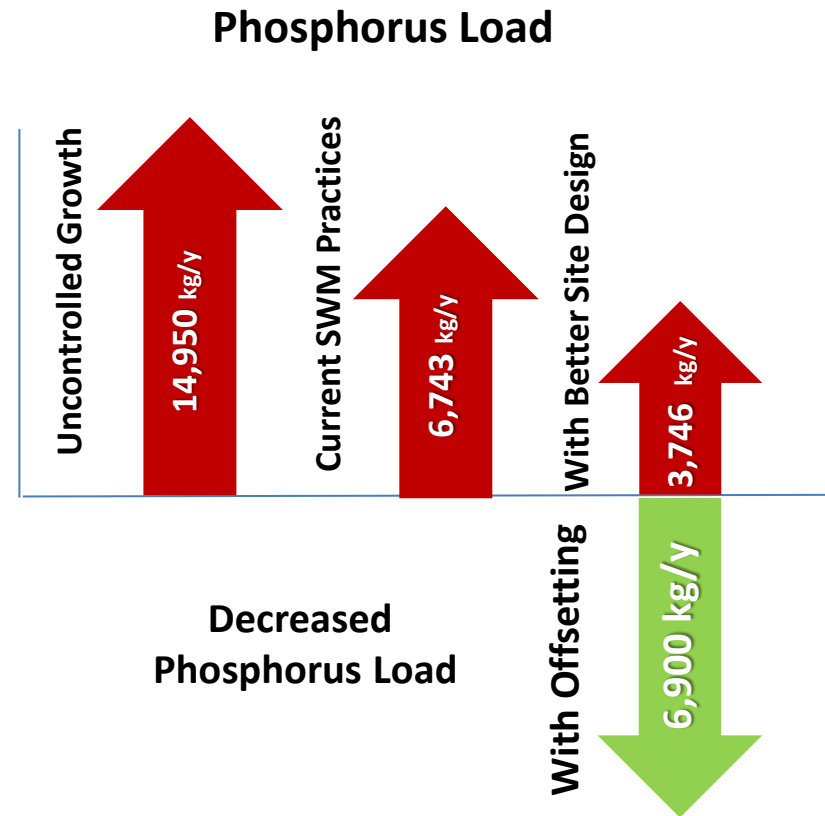 Phosphorus Load
Uncontrolled Growth
14,950 kg/y
Current SWM Practices
6,743 kg/y
With Better Site Design
3,746 kg/y
With Offsetting
6,900 kg/y
Decreased
Phosphorus Load